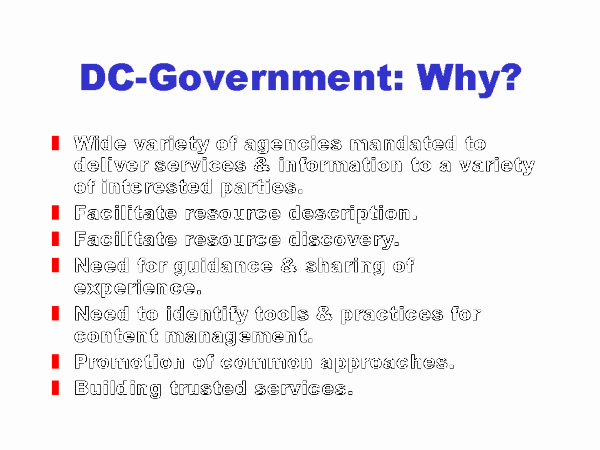 DC-Government: Why?
Wide variety of agencies mandated to
deliver services & information to a variety
of interested parties.
Facilitate resource description.
Facilitate resource discovery.
Need for guidance & sharing of
experience.
Need to identify tools & practices for
content management.
Promotion of common approaches.
Building trusted services.